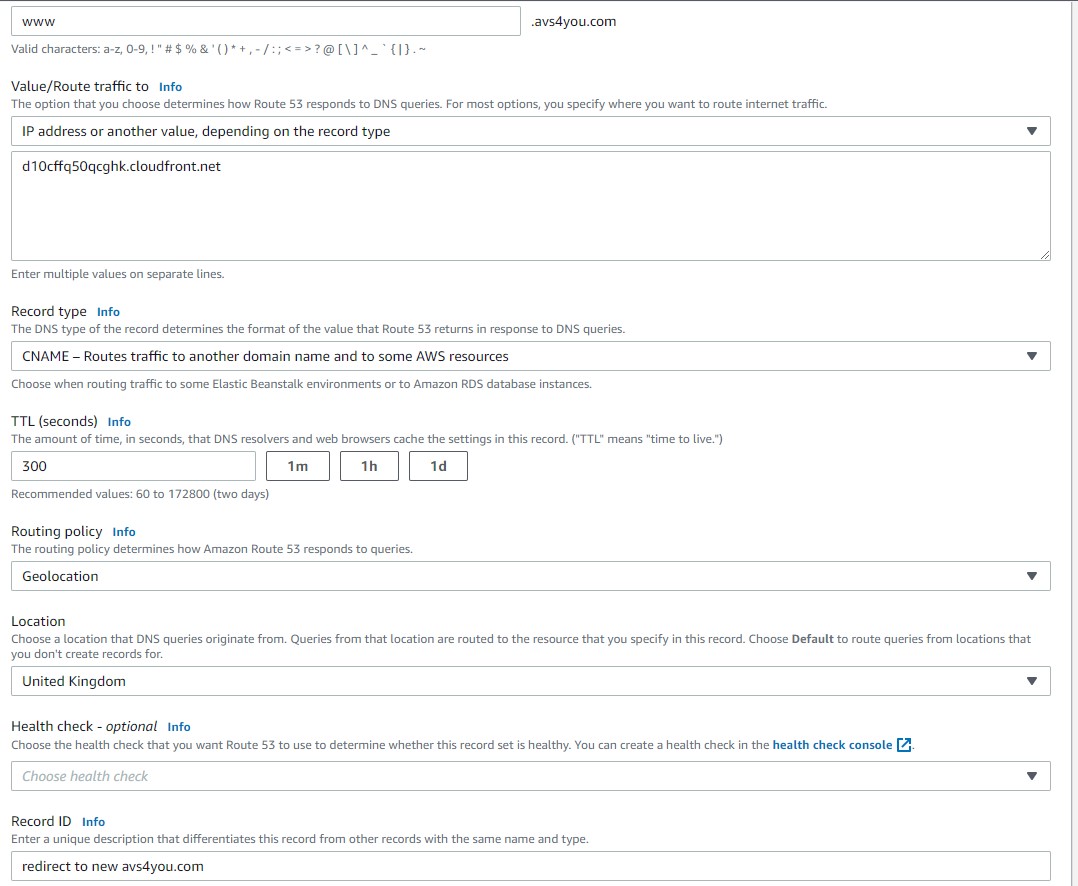 www .avs4you.com
Valid characters: a-z, 0-9, ! " # $ % & ' ( ) * + , - / : ; < = > ? @ [ \ ] ^ _ ` { | } . ~
Value/Route traffic to Info
The option that you choose determines how Route 53 responds to DNS queries. For most options, you specify where you want to route internet traffic.
IP address or another value, depending on the record type
d10cffq50qcghk.cloudfront.net
Enter multiple values on separate lines.
Record type Info
The DNS type of the record determines the format of the value that Route 53 returns in response to DNS queries.
CNAME – Routes traffic to another domain name and to some AWS resources
Choose when routing traffic to some Elastic Beanstalk environments or to Amazon RDS database instances.
TTL (seconds) Info
The amount of time, in seconds, that DNS resolvers and web browsers cache the settings in this record. ("TTL" means "time to live.")
300 1m 1h 1d
Recommended values: 60 to 172800 (two days)
Routing policy Info
The routing policy determines how Amazon Route 53 responds to queries.
Geolocation
Location
Choose a location that DNS queries originate from. Queries from that location are routed to the resource that you specify in this record. Choose Default to route queries from locations that
you don't create records for.
United Kingdom
Health check - optional Info
Choose the health check that you want Route 53 to use to determine whether this record set is healthy. You can create a health check in the health check console.
Choose health check
Record ID Info
Enter a unique description that differentiates this record from other records with the same name and type.
redirect to new avs4you.com